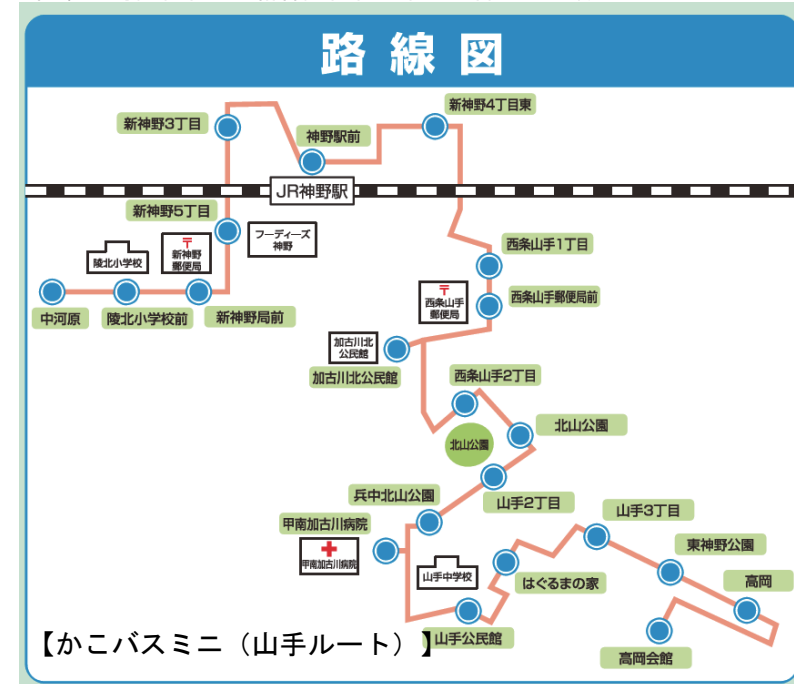 路線図
新神野4丁目東
新神野3丁目
神野駅前
JR神野駅
新神野5丁目
フーディーズ
神野
〒
新神野
郵便局
陵北小学校
西条山手1丁目
〒
西条山手
郵便局
西条山手郵便局前
中河原
陵北小学校前
新神野局前
加古川北
公民館
加古川北公民館
西条山手2丁目
北山公園
北山公園
兵中北山公園
山手2丁目
山手3丁目
甲南加古川病院
甲南加古川病院
東神野公園
山手中学校
はぐるまの家
高岡
【かこバスミニ（山手ルート）】
山手公民館
高岡会館